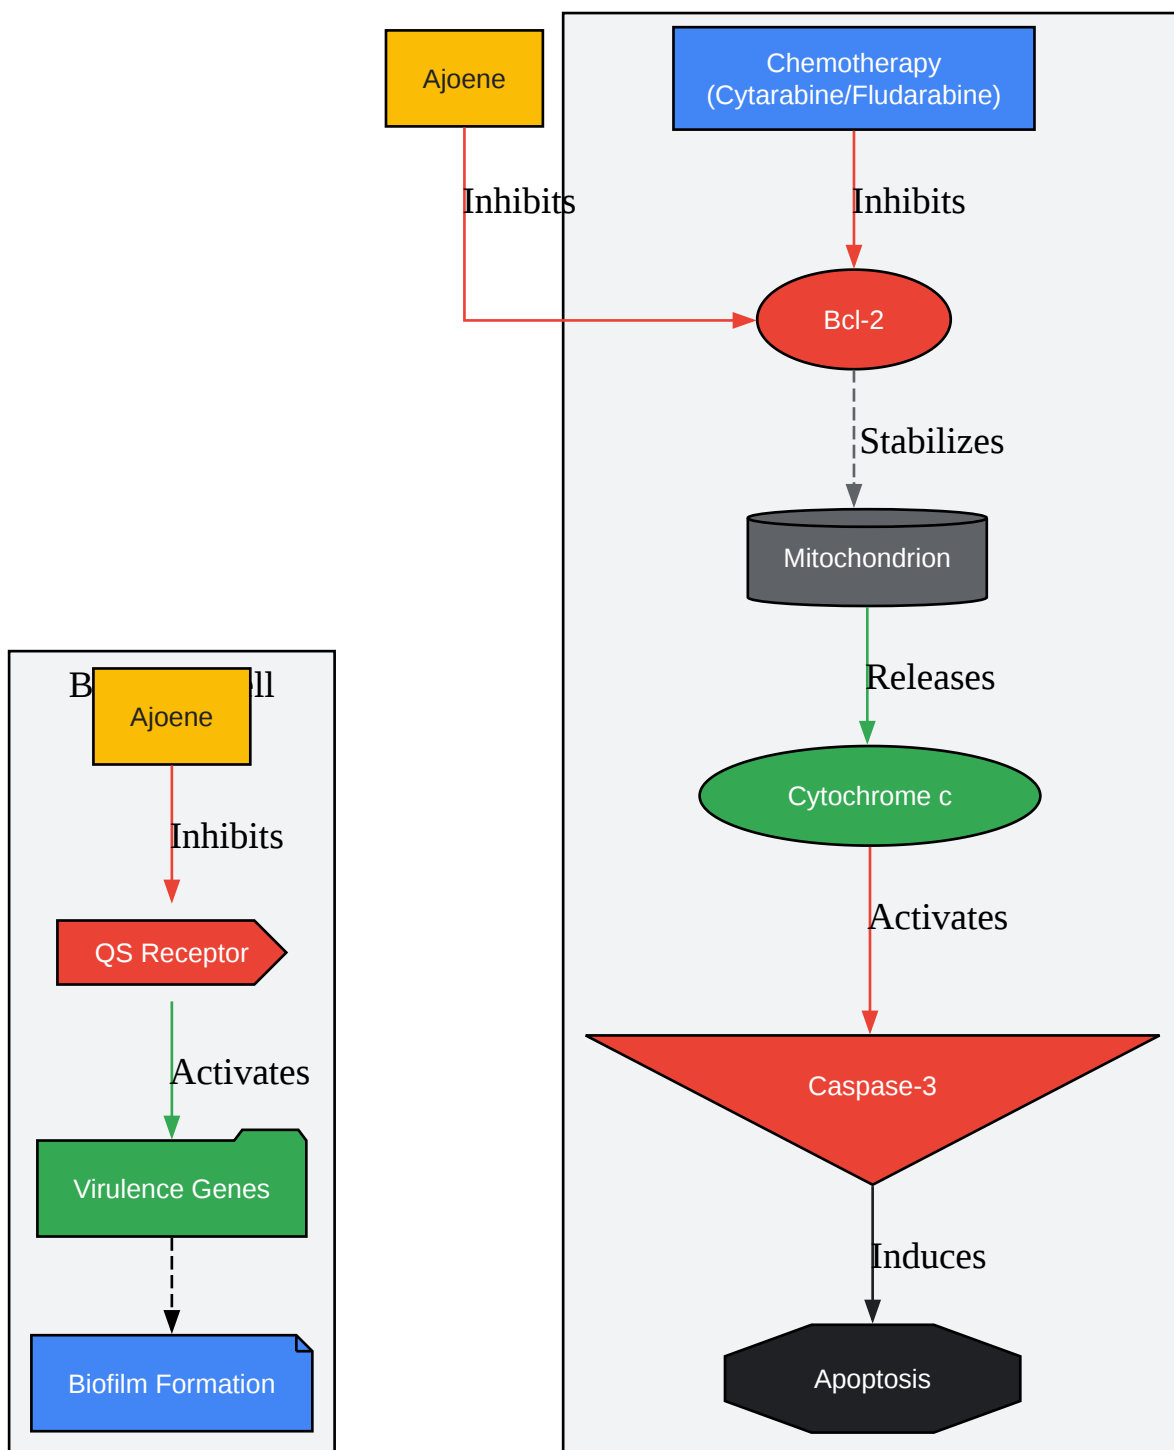 Ajoene
Inhibits
Chemotherapy
(Cytarabine/Fludarabine)
Inhibits
Bcl-2
Stabilizes
Mitochondrion
Releases
Cytochrome c
Activates
Caspase-3
Induces
Apoptosis
Ajoene
Inhibits
QS Receptor
Activates
Virulence Genes
Biofilm Formation